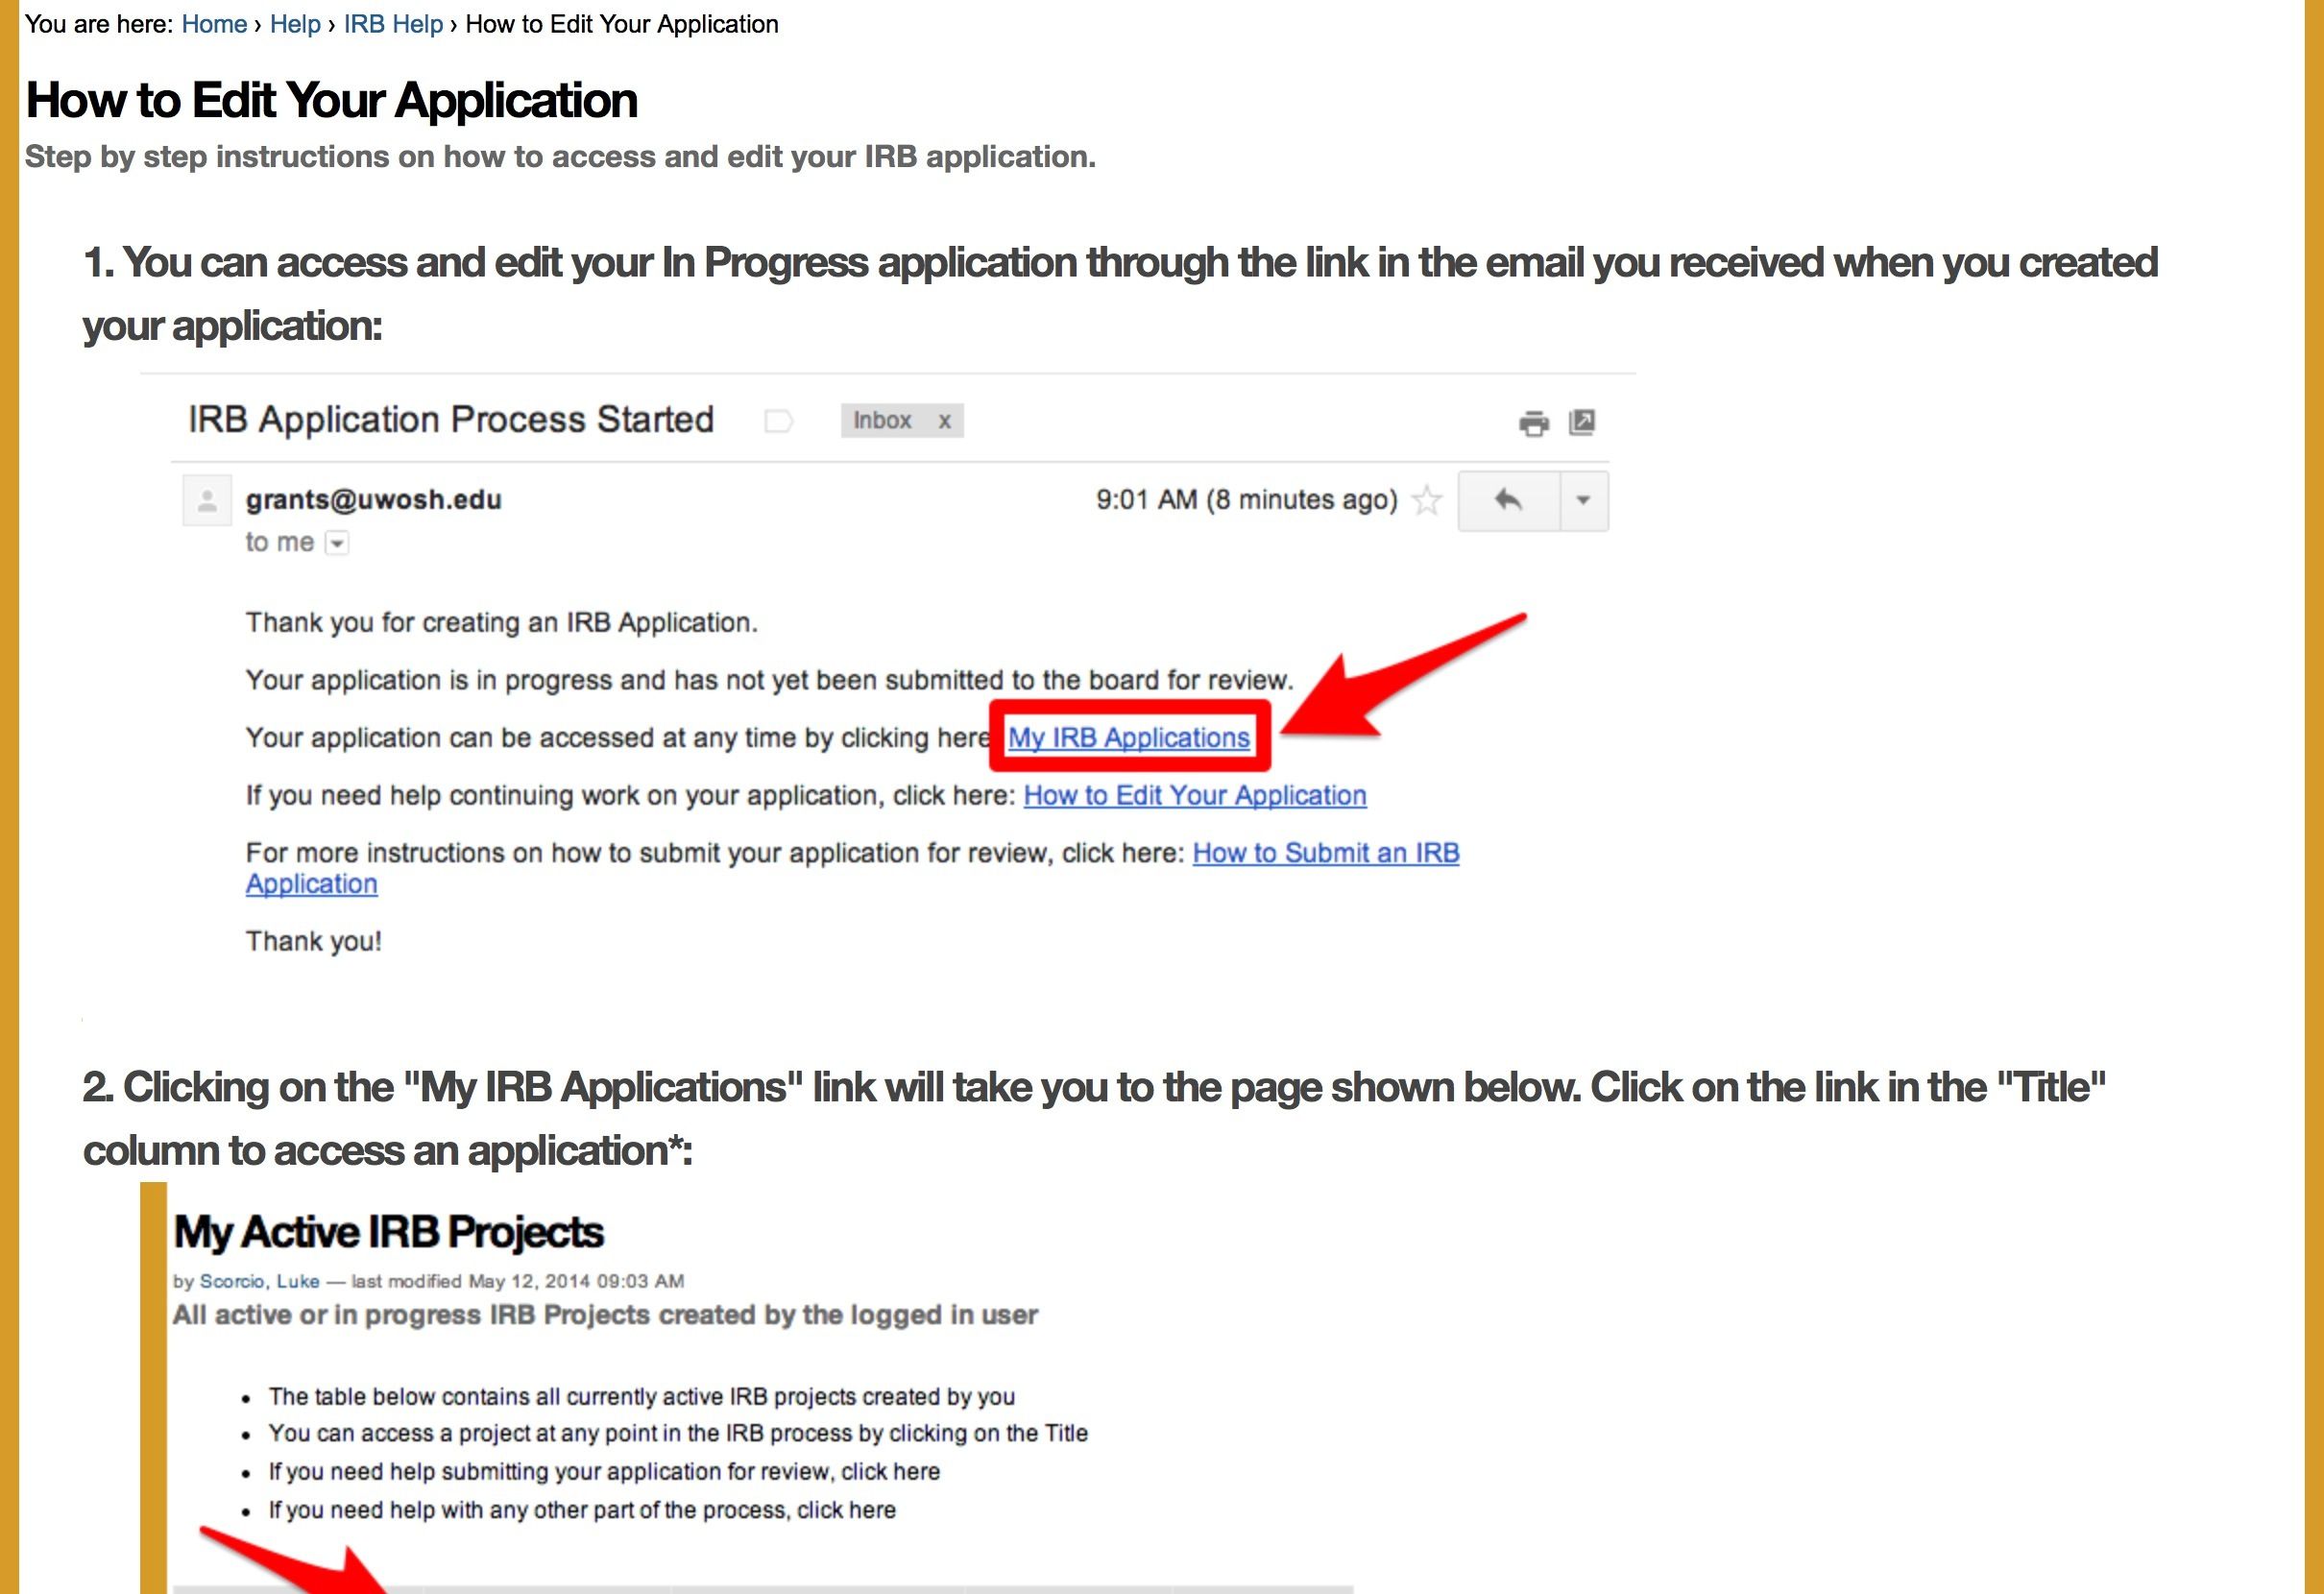 You are here: Home › Help › IRB Help › How to Edit Your Application
How to Edit Your Application
Step by step instructions on how to access and edit your IRB application.
1. You can access and edit your In Progress application through the link in the email you received when you created
your application:
IRB Application Process Started Inbox x
grants@uwosh.edu 9:01 AM (8 minutes ago)
to me
Thank you for creating an IRB Application.
Your application is in progress and has not yet been submitted to the board for review.
Your application can be accessed at any time by clicking here My IRB Applications
If you need help continuing work on your application, click here: How to Edit Your Application
For more instructions on how to submit your application for review, click here: How to Submit an IRB
Application
Thank you!
2. Clicking on the "My IRB Applications" link will take you to the page shown below. Click on the link in the "Title"
column to access an application*:
My Active IRB Projects
by Scorcio, Luke — last modified May 12, 2014 09:03 AM
All active or in progress IRB Projects created by the logged in user
• The table below contains all currently active IRB projects created by you
• You can access a project at any point in the IRB process by clicking on the Title
• If you need help submitting your application for review, click here
• If you need help with any other part of the process, click here